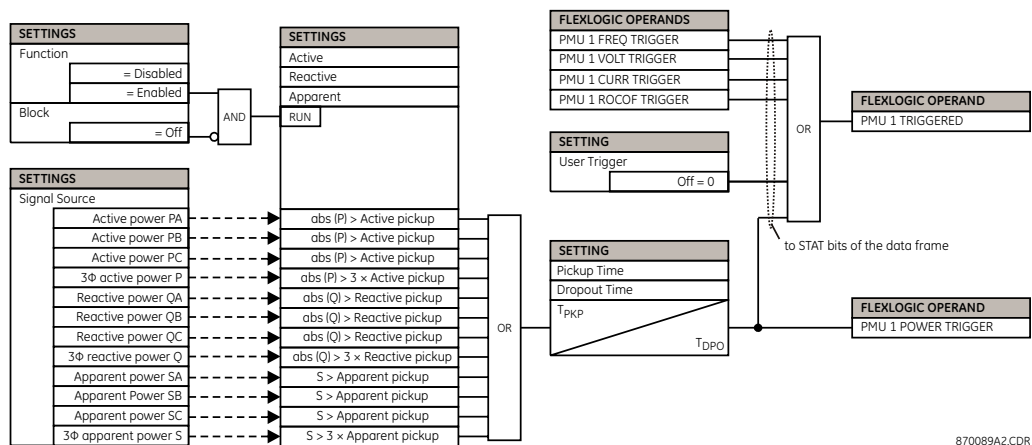 SETTINGS
Function
= Disabled
= Enabled
Block
= Off
AND
SETTINGS
Active
Reactive
Apparent
RUN
SETTINGS
Signal Source
Active power PA
Active power PB
Active power PC
3Φ active power P
Reactive power QA
Reactive power QB
Reactive power QC
3Φ reactive power Q
Apparent power SA
Apparent Power SB
Apparent power SC
3Φ apparent power S
abs (P) > Active pickup
abs (P) > Active pickup
abs (P) > Active pickup
abs (P) > 3 × Active pickup
abs (Q) > Reactive pickup
abs (Q) > Reactive pickup
abs (Q) > Reactive pickup
abs (Q) > 3 × Reactive pickup
S > Apparent pickup
S > Apparent pickup
S > Apparent pickup
S > 3 × Apparent pickup
OR
FLEXLOGIC OPERANDS
PMU 1 FREQ TRIGGER
PMU 1 VOLT TRIGGER
PMU 1 CURR TRIGGER
PMU 1 ROCOF TRIGGER
SETTING
User Trigger
Off = 0
OR
FLEXLOGIC OPERAND
PMU 1 TRIGGERED
to STAT bits of the data frame
SETTING
Pickup Time
Dropout Time
TPKP
TDPO
FLEXLOGIC OPERAND
PMU 1 POWER TRIGGER
870089A2.CDR